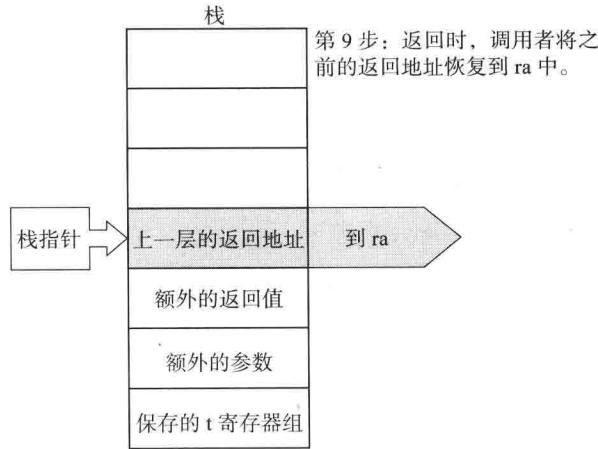 栈
第 9 步：返回时，调用者将之
前的返回地址恢复到 ra 中。
栈指针
上一层的返回地址
到 ra
额外的返回值
额外的参数
保存的 t 寄存器组